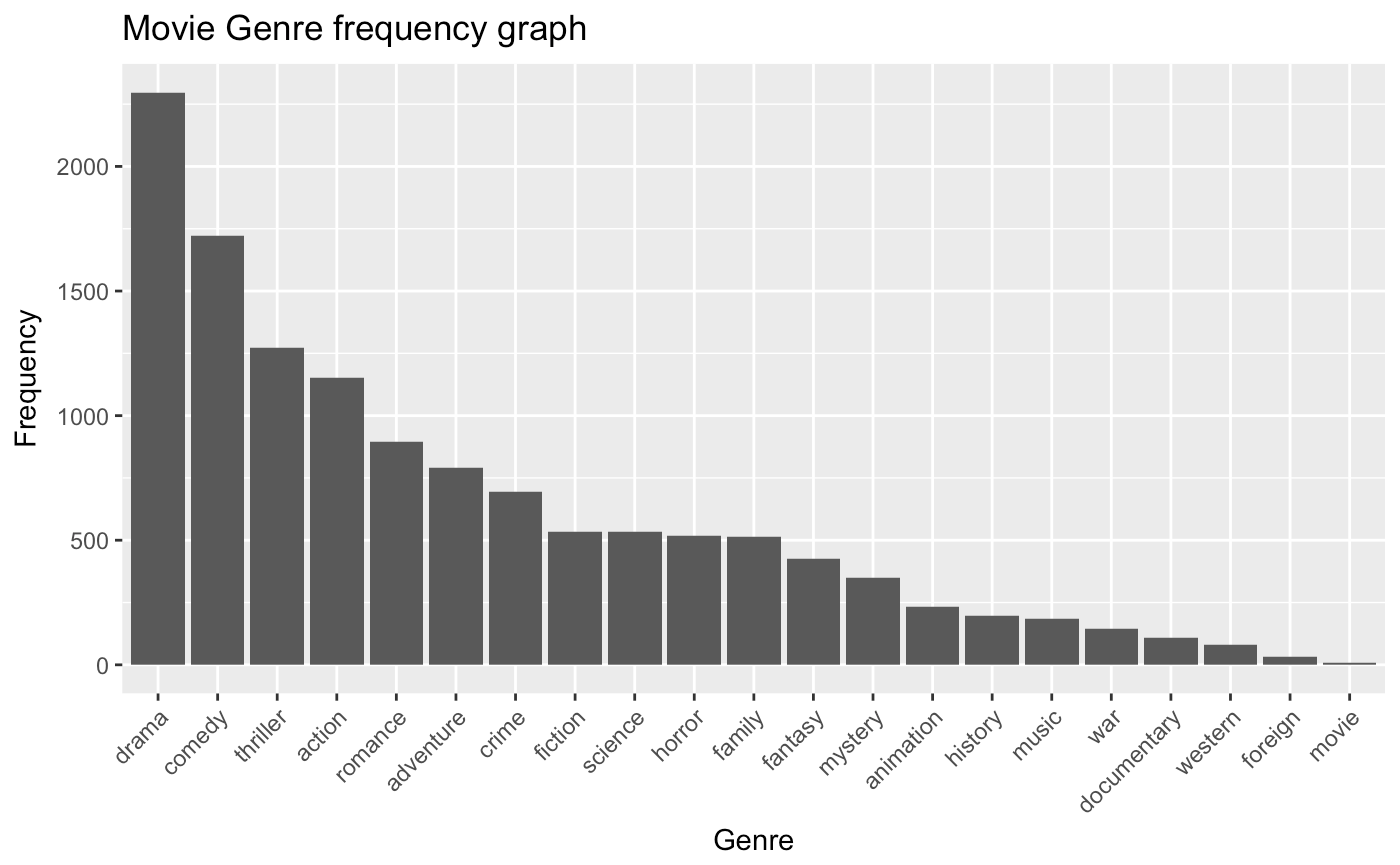 Movie Genre frequency graph
Frequency
2000
1500
1000
500
0
drama
comedy
thriller
action
romance
adventure
crime
fiction
science
horror
family
fantasy
mystery
animation
history
music
war
documentary
western
foreign
movie
Genre